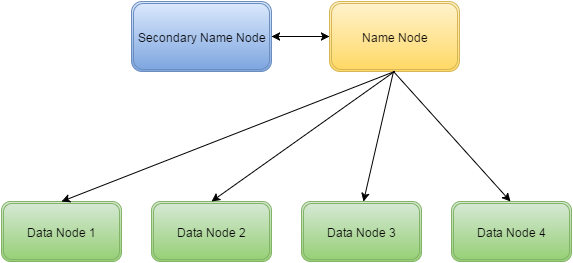 Secondary Name Node
Name Node
Data Node 1
Data Node 2
Data Node 3
Data Node 4